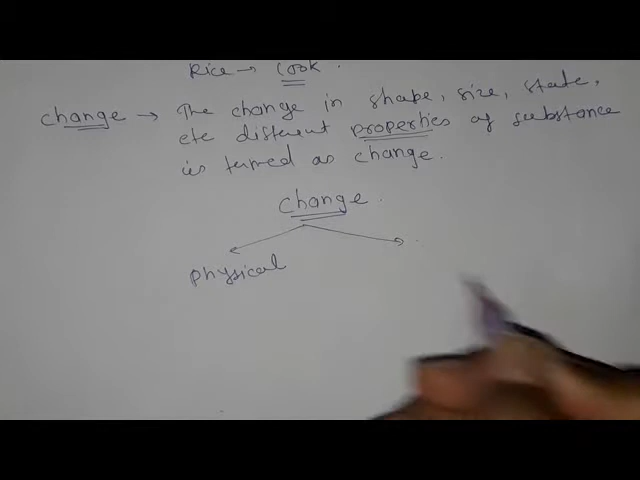 Rice → Cook.
change → The change in shape, size, state,
etc different properties of substance
is termed as change.
change.
physical